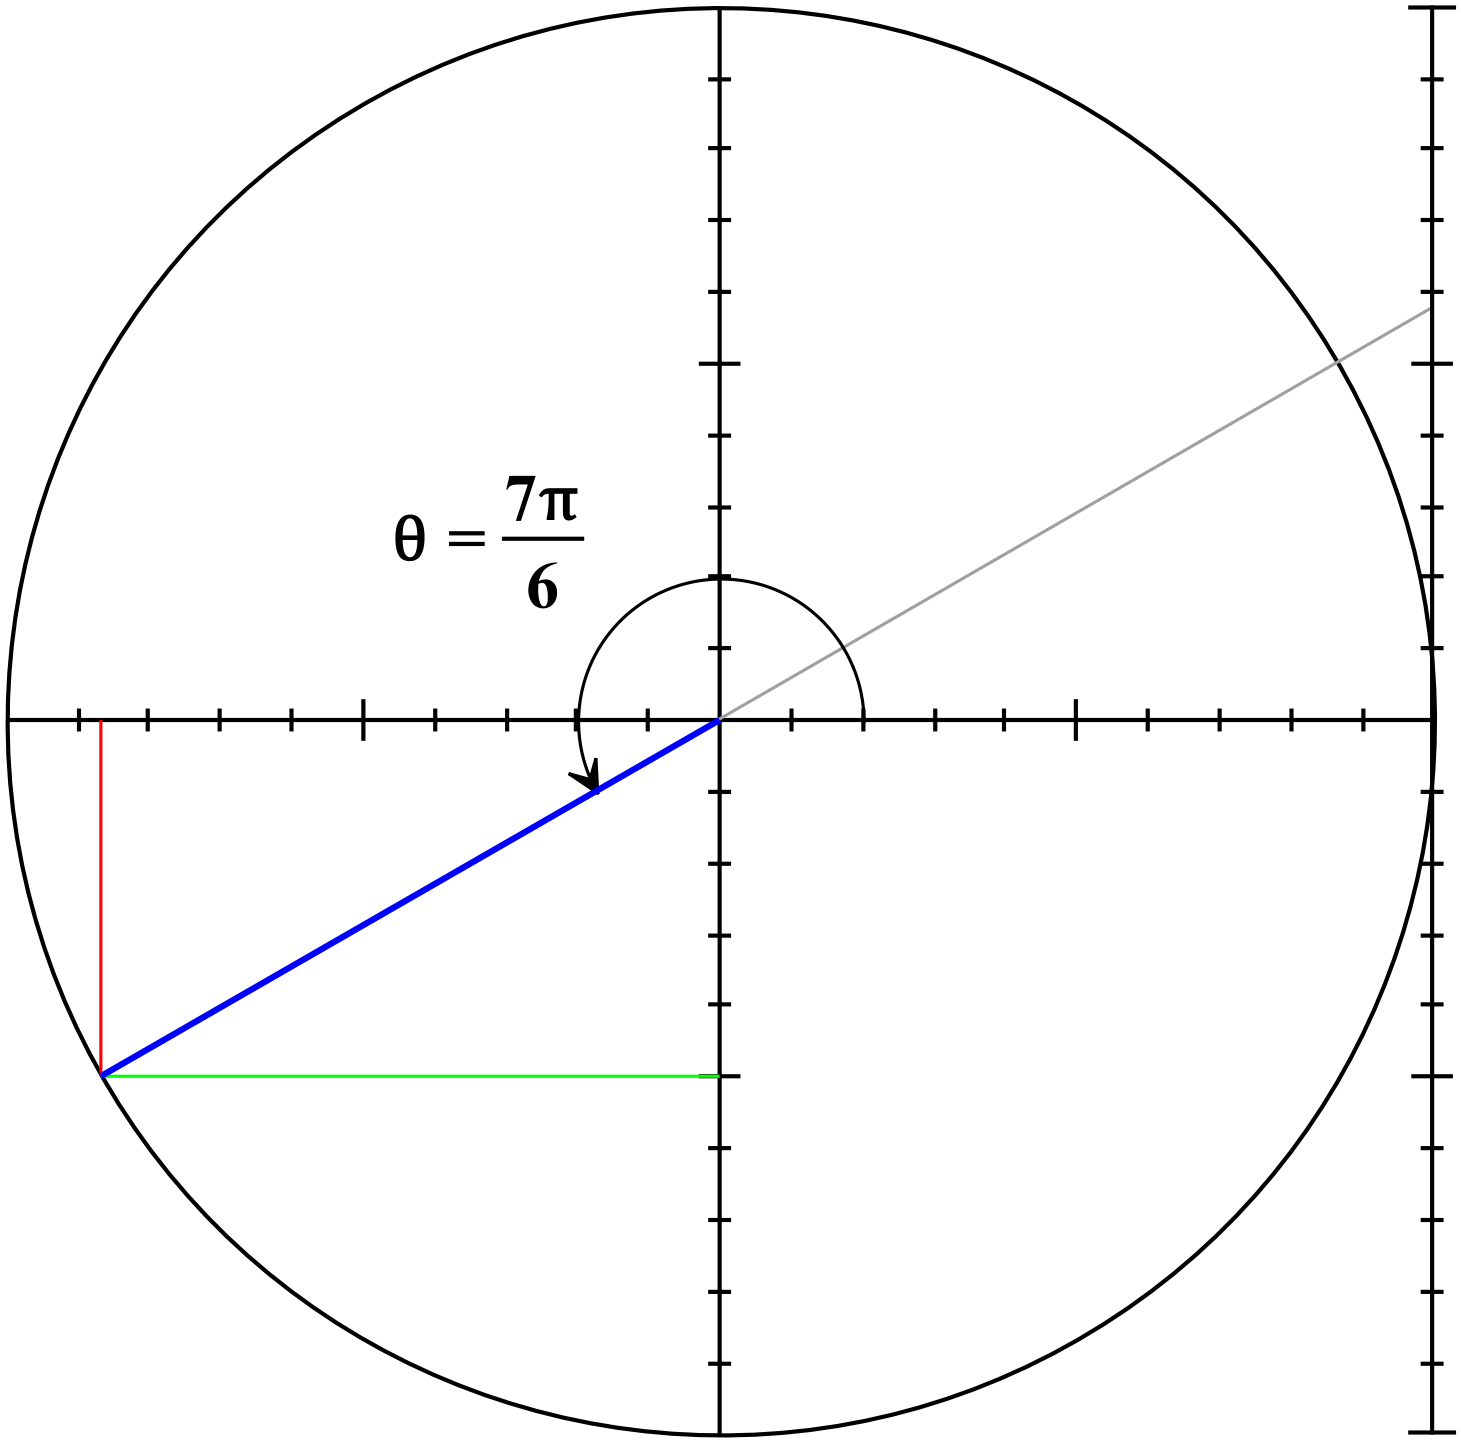 θ = 7π/6